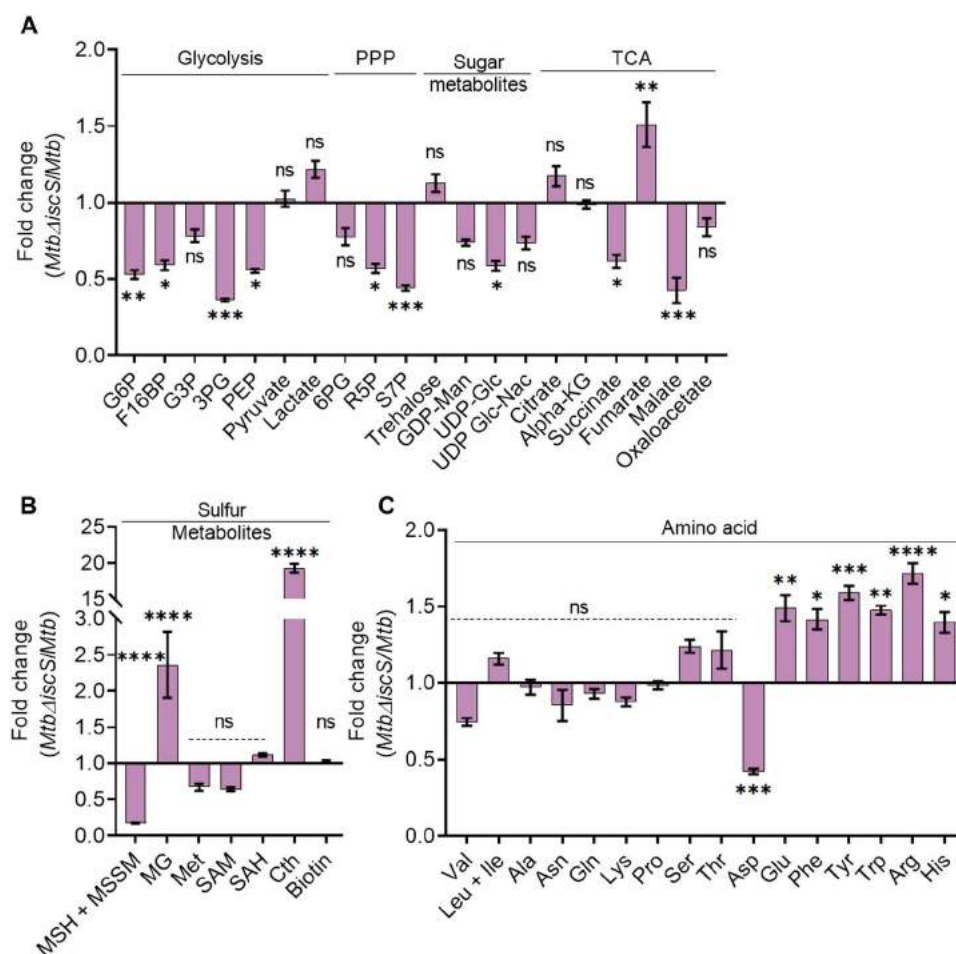 A
Glycolysis
PPP
Sugar
metabolites
TCA
Fold change
(MtbΔiscS/Mtb)
2.0
1.5
1.0
0.5
0.0
**
*
ns
***
*
ns
ns
ns
*
***
ns
ns
*
ns
ns
ns
*
**
***
ns
G6P
F16BP
G3P
3PG
PEP
Pyruvate
Lactate
6PG
R5P
S7P
Trehalose
GDP-Man
UDP-Glc
UDP Glc-Nac
Citrate
Alpha-KG
Succinate
Fumarate
Malate
Oxaloacetate
B
Sulfur
Metabolites
Fold change
(MtbΔiscS/Mtb)
25
20
15
3.0
2.5
2.0
1.5
1.0
0.5
0.0
****
****
ns
****
ns
MSH + MSSM
MG
Met
SAM
SAH
Cth
Biotin
C
Amino acid
Fold change
(MtbΔiscS/Mtb)
2.0
1.5
1.0
0.5
0.0
ns
***
**
*
***
**
****
*
Val
Leu + Ile
Ala
Asn
Gln
Lys
Pro
Ser
Thr
Asp
Glu
Phe
Tyr
Trp
Arg
His